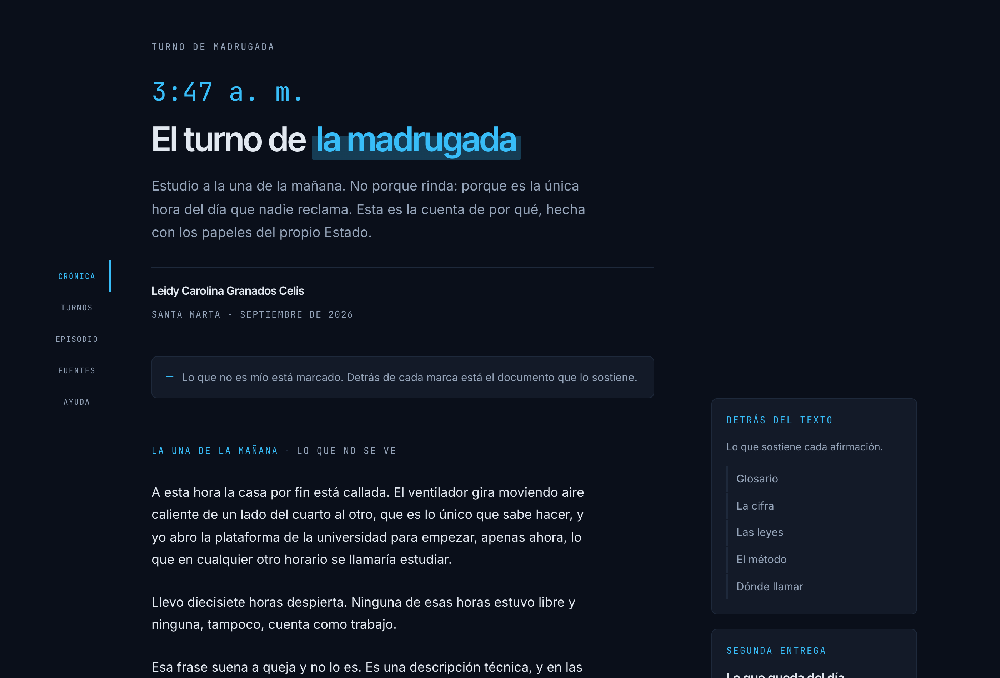 TURNO DE MADRUGADA
3:47 a. m.
El turno de la madrugada
Estudio a la una de la mañana. No porque rinda: porque es la única
hora del día que nadie reclama. Esta es la cuenta de por qué, hecha
con los papeles del propio Estado.
CRÓNICA
TURNOS
EPISODIO
FUENTES
AYUDA
Leidy Carolina Granados Celis
SANTA MARTA · SEPTIEMBRE DE 2026
— Lo que no es mío está marcado. Detrás de cada marca está el documento que lo sostiene.
LA UNA DE LA MAÑANA · LO QUE NO SE VE
A esta hora la casa por fin está callada. El ventilador gira moviendo aire
caliente de un lado del cuarto al otro, que es lo único que sabe hacer, y
yo abro la plataforma de la universidad para empezar, apenas ahora, lo
que en cualquier otro horario se llamaría estudiar.
Llevo diecisiete horas despierta. Ninguna de esas horas estuvo libre y
ninguna, tampoco, cuenta como trabajo.
Esa frase suena a queja y no lo es. Es una descripción técnica, y en las
DETRÁS DEL TEXTO
Lo que sostiene cada afirmación.
Glosario
La cifra
Las leyes
El método
Dónde llamar
SEGUNDA ENTREGA
Lo que queda del día